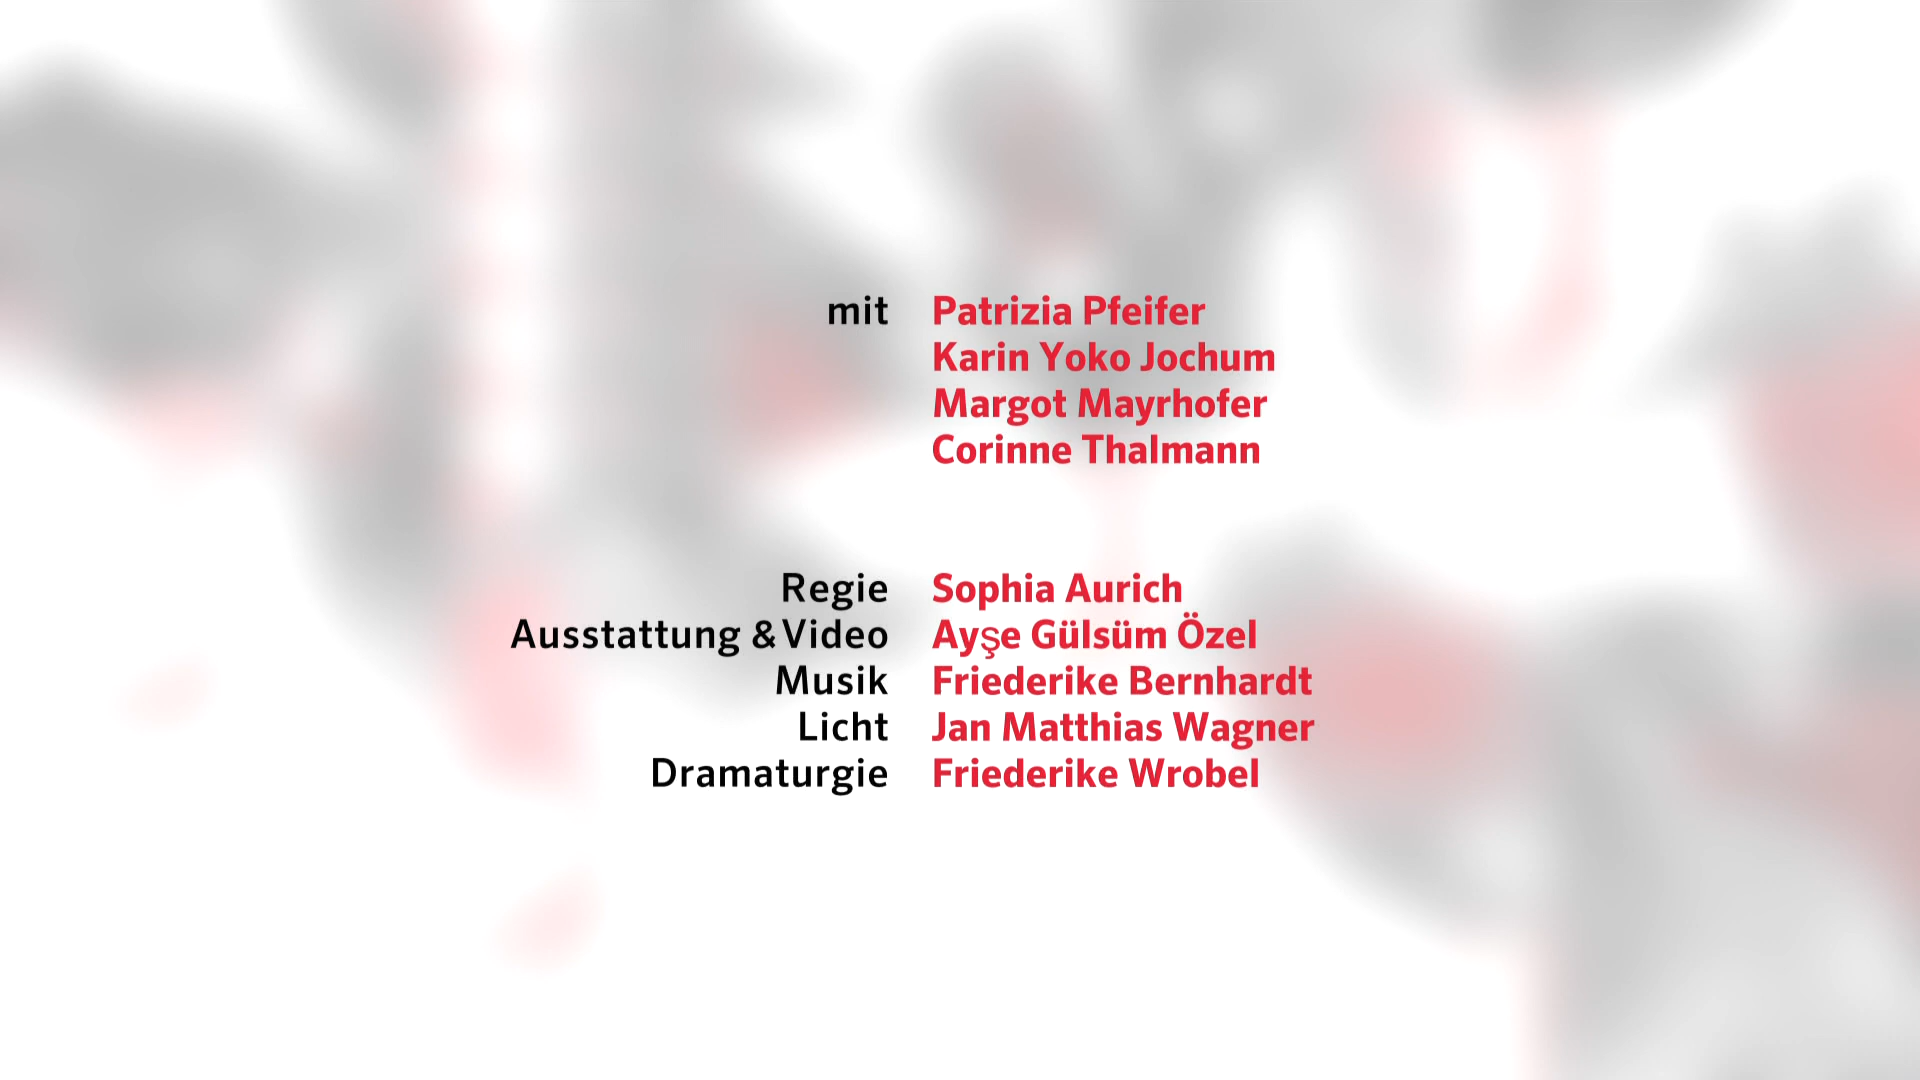 mit Patrizia Pfeifer
Karin Yoko Jochum
Margot Mayrhofer
Corinne Thalmann
Regie Sophia Aurich
Ausstattung & Video Ayşe Gülsüm Özel
Musik Friederike Bernhardt
Licht Jan Matthias Wagner
Dramaturgie Friederike Wrobel